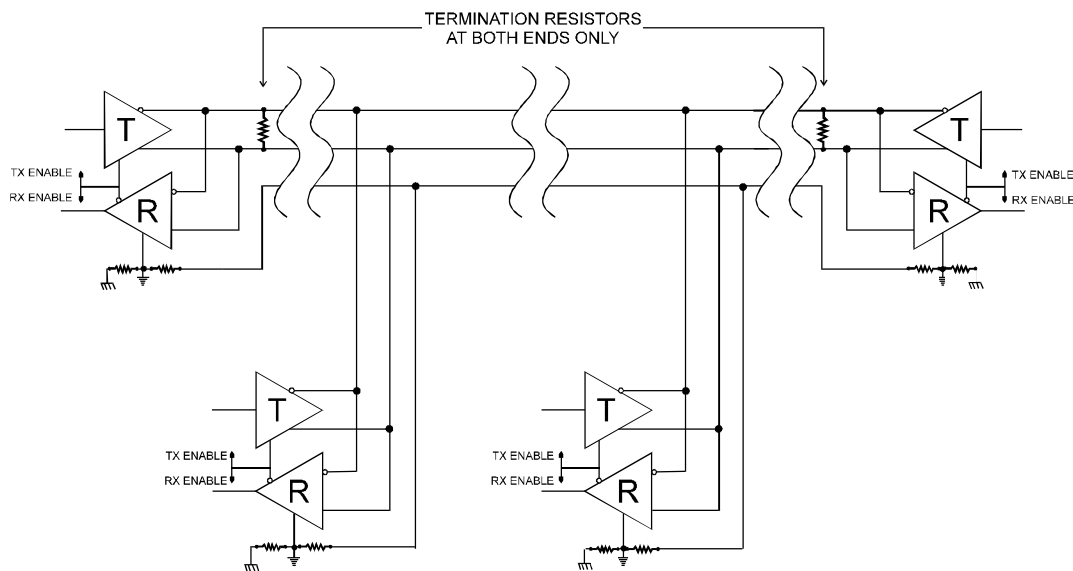 TERMINATION RESISTORS
AT BOTH ENDS ONLY
T
T
TX ENABLE
RX ENABLE
R
R
TX ENABLE
RX ENABLE
T
T
TX ENABLE
RX ENABLE
R
TX ENABLE
RX ENABLE
R